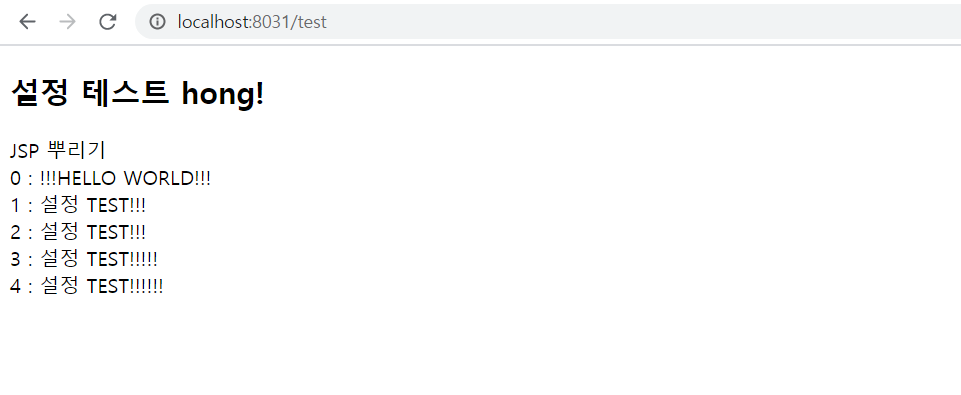 localhost:8031/test
설정 테스트 hong!
JSP 뿌리기
0 : !!!HELLO WORLD!!!
1 : 설정 TEST!!!
2 : 설정 TEST!!!
3 : 설정 TEST!!!!!
4 : 설정 TEST!!!!!!